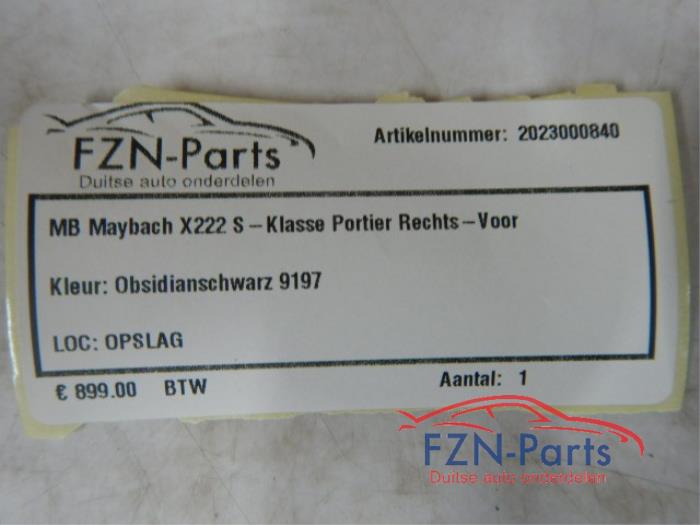 FZN-Parts
Duitse auto onderdelen
Artikelnummer: 2023000840
MB Maybach X222 S-Klasse Portier Rechts-Voor
Kleur: Obsidianschwarz 9197
LOC: OPSLAG
€ 899.00 BTW
Aantal: 1
FZN-Parts
Duitse auto onderdelen